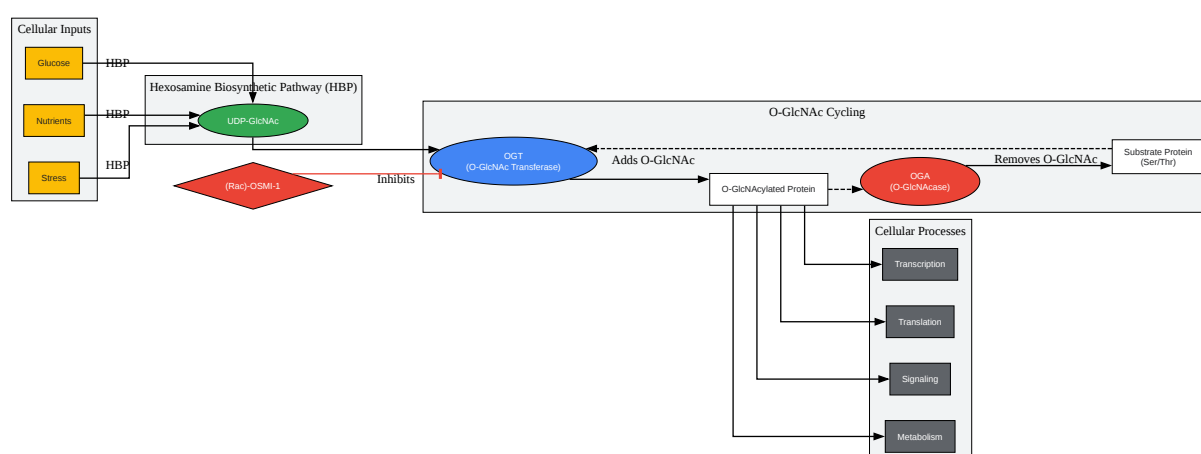 Cellular Inputs
Glucose
HBP
Nutrients
HBP
Stress
HBP
Hexosamine Biosynthetic Pathway (HBP)
UDP-GlcNAc
(Rac)-OSMI-1
Inhibits
O-GlcNAc Cycling
OGT
(O-GlcNAc Transferase)
Adds O-GlcNAc
O-GlcNAcylated Protein
OGA
(O-GlcNAcase)
Removes O-GlcNAc
Substrate Protein
(Ser/Thr)
Cellular Processes
Transcription
Translation
Signaling
Metabolism